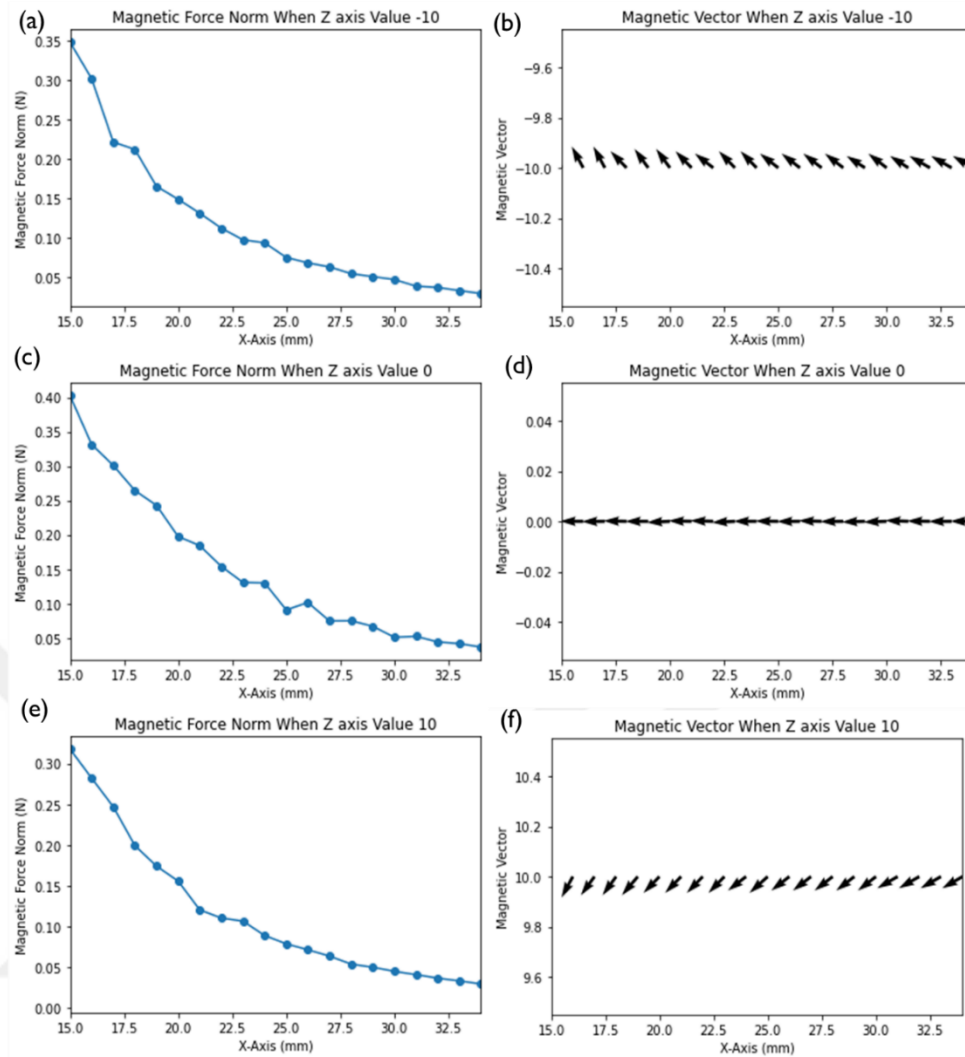 (a)
Magnetic Force Norm When Z axis Value -10
0.35
0.30
0.25
0.20
0.15
0.10
0.05
Magnetic Force Norm (N)
15.0 17.5 20.0 22.5 25.0 27.5 30.0 32.5
X-Axis (mm)
(b)
Magnetic Vector When Z axis Value -10
−9.6
−9.8
−10.0
−10.2
−10.4
Magnetic Vector
15.0 17.5 20.0 22.5 25.0 27.5 30.0 32.5
X-Axis (mm)
(c)
Magnetic Force Norm When Z axis Value 0
0.40
0.35
0.30
0.25
0.20
0.15
0.10
0.05
Magnetic Force Norm (N)
15.0 17.5 20.0 22.5 25.0 27.5 30.0 32.5
X-Axis (mm)
(d)
Magnetic Vector When Z axis Value 0
0.04
0.02
0.00
−0.02
−0.04
Magnetic Vector
15.0 17.5 20.0 22.5 25.0 27.5 30.0 32.5
X-Axis (mm)
(e)
Magnetic Force Norm When Z axis Value 10
0.30
0.25
0.20
0.15
0.10
0.05
0.00
Magnetic Force Norm (N)
15.0 17.5 20.0 22.5 25.0 27.5 30.0 32.5
X-Axis (mm)
(f)
Magnetic Vector When Z axis Value 10
10.4
10.2
10.0
9.8
9.6
Magnetic Vector
15.0 17.5 20.0 22.5 25.0 27.5 30.0 32.5
X-Axis (mm)